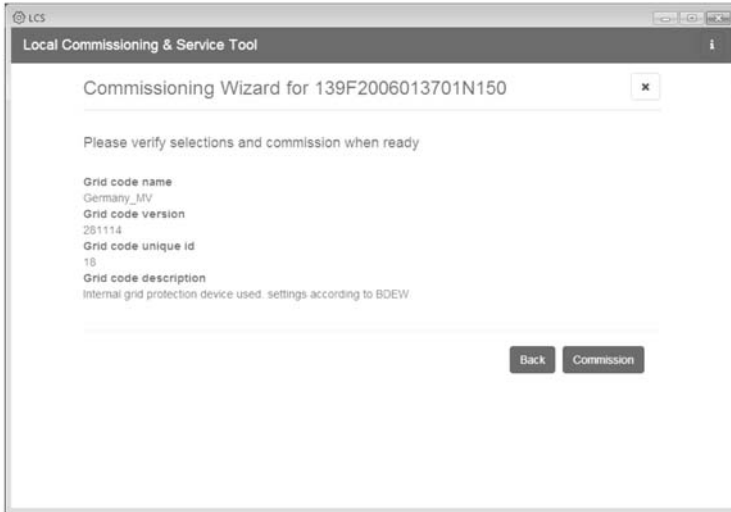 LCS
Local Commissioning & Service Tool
i
Commissioning Wizard for 139F2006013701N150
Please verify selections and commission when ready
Grid code name
Germany_MV
Grid code version
281114
Grid code unique id
18
Grid code description
Internal grid protection device used. settings according to BDEW
Back
Commission